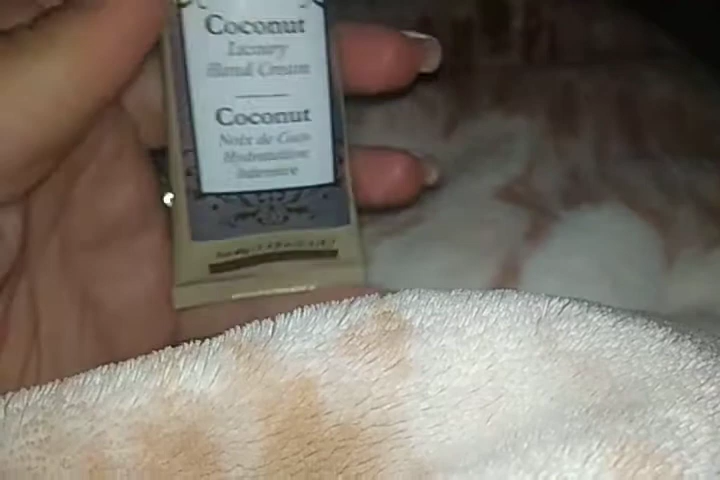 Coconut
Luxury
Hand Cream
Coconut
Noix de Coco
Hydratation
Intensive